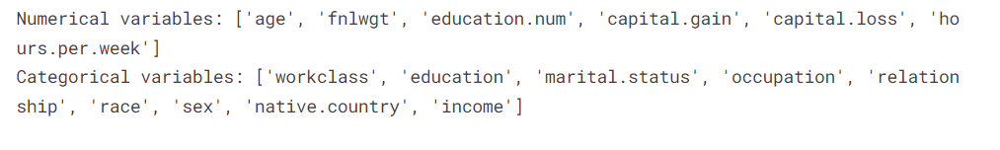 Numerical variables: ['age', 'fnlwgt', 'education.num', 'capital.gain', 'capital.loss', 'ho
urs.per.week']
Categorical variables: ['workclass', 'education', 'marital.status', 'occupation', 'relation
ship', 'race', 'sex', 'native.country', 'income']